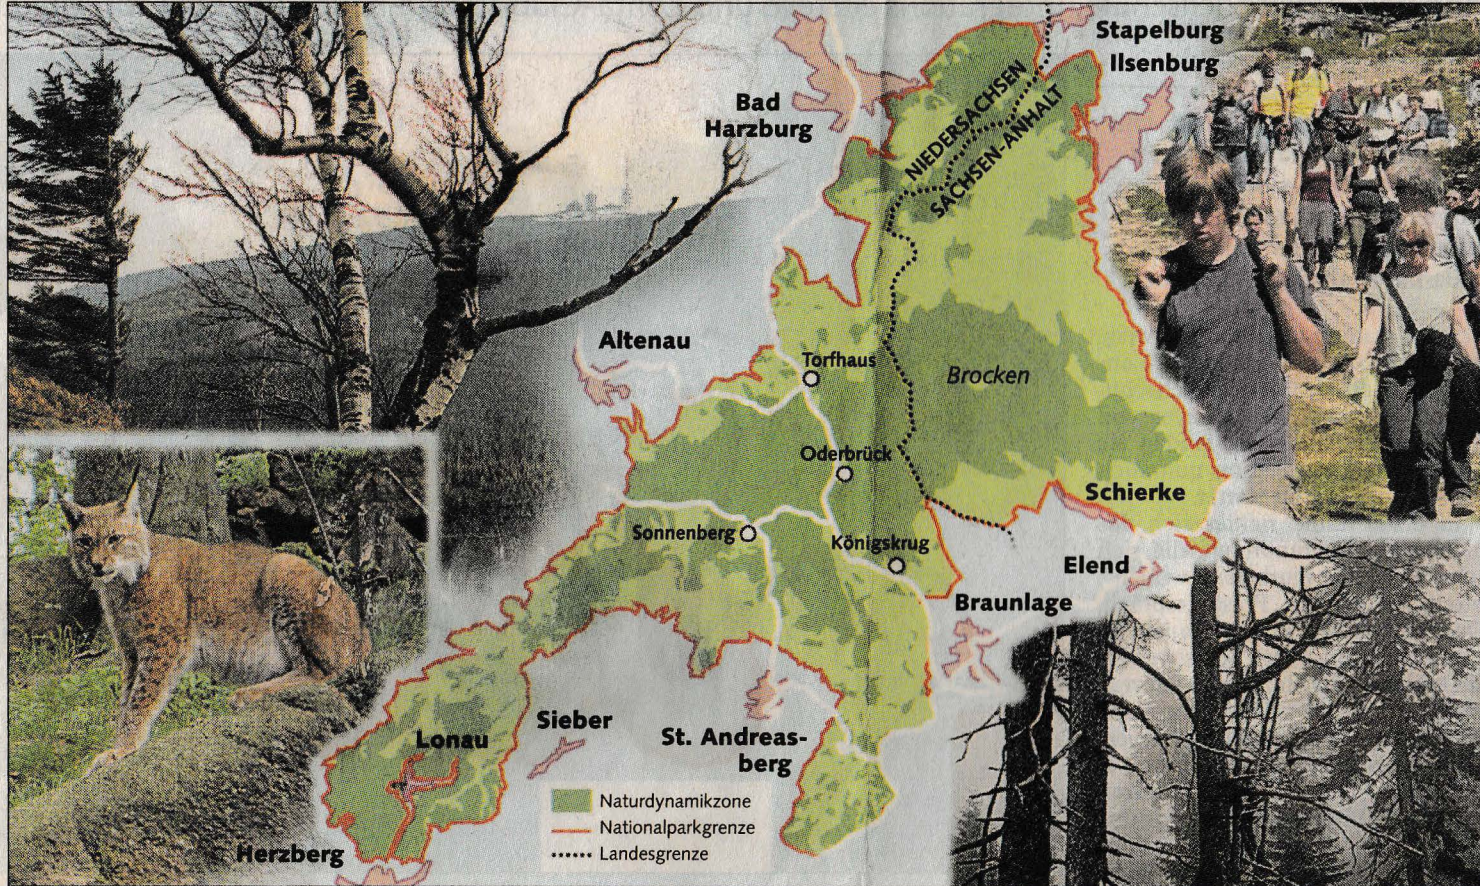 Stapelburg
Ilsenburg
Bad
Harzburg
NIEDERSACHSEN
SACHSEN-ANHALT
Altenau
Torfhaus
Brocken
Oderbrück
Schierke
Sonnenberg
Königskrug
Elend
Braunlage
Sieber
Lonau
St. Andreas-
berg
Herzberg
Naturdynamikzone
Nationalparkgrenze
Landesgrenze